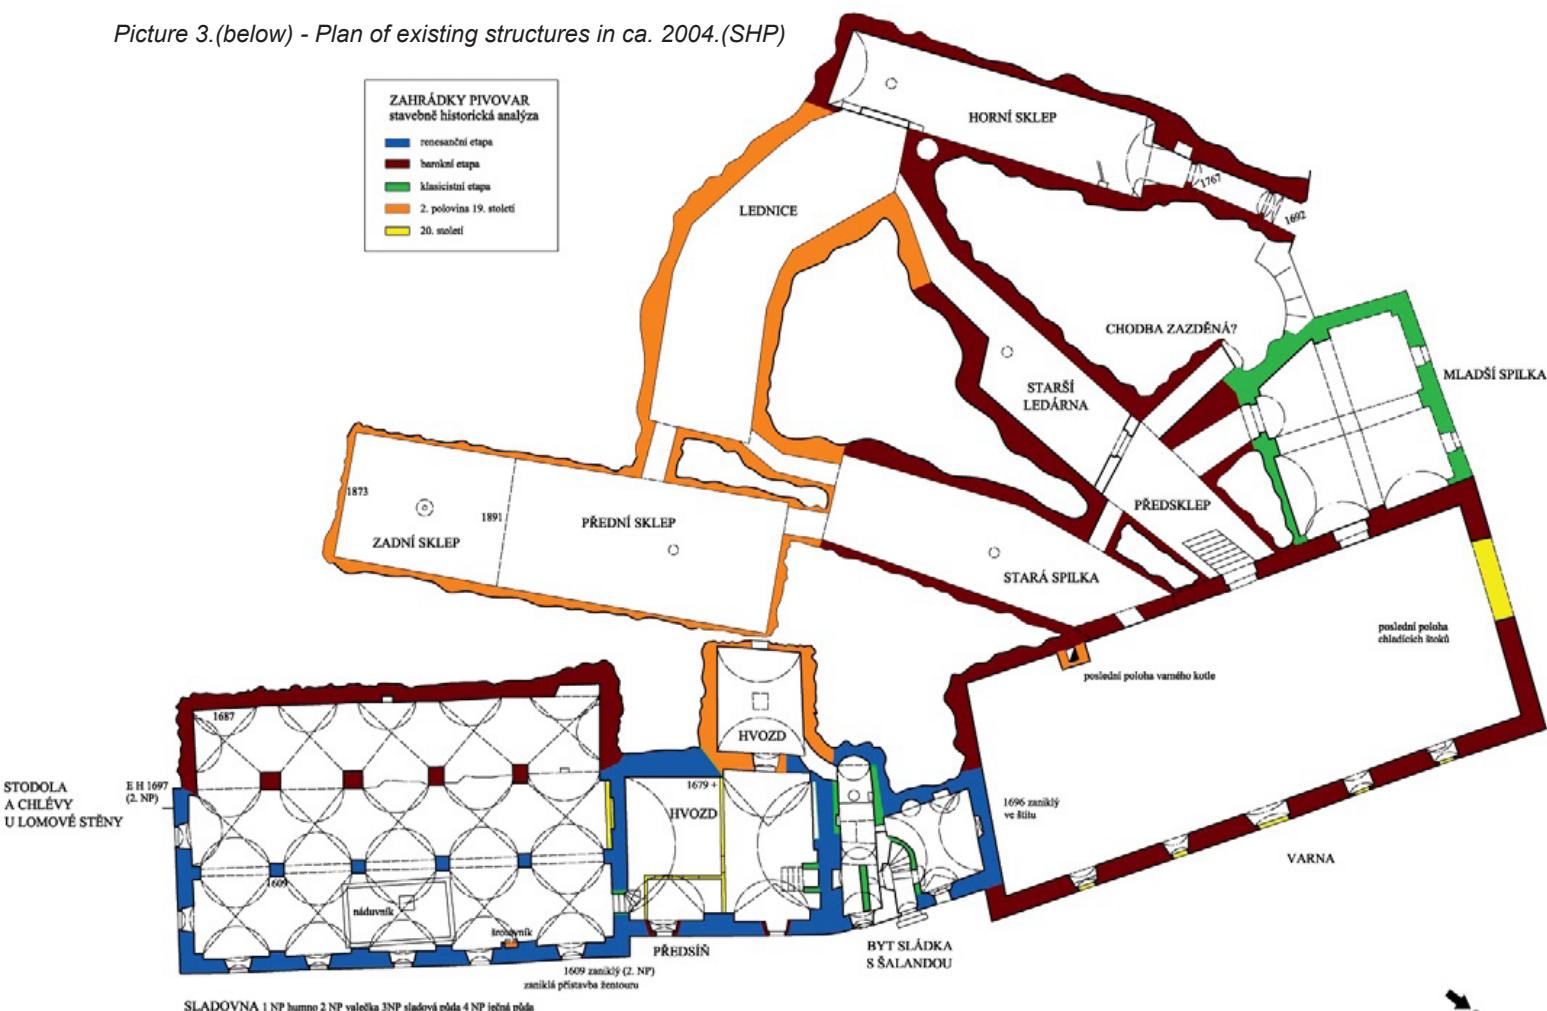 Picture 3.(below) - Plan of existing structures in ca. 2004.(SHP)
ZAHRÁDKY PIVOVAR
stavebně historická analýza
renesanční etapa
barokní etapa
klasicistní etapa
2. polovina 19. století
20. století
HORNÍ SKLEP
1767
1692
LEDNICE
CHODBA ZAZDĚNÁ?
MLADŠÍ SPILKA
STARŠÍ
LEDÁRNA
PŘEDSKLEP
1873
ZADNÍ SKLEP
1891
PŘEDNÍ SKLEP
STARÁ SPILKA
poslední poloha
chladících štoků
poslední poloha varného kotle
1687
HVOZD
STODOLA
A CHLÉVY
U LOMOVÉ STĚNY
E H 1697
(2. NP)
1679 +
HVOZD
1696 zaniklý
ve štítu
VARNA
1609
náduvník
šrotovník
PŘEDSÍŇ
BYT SLÁDKA
S ŠALANDOU
1609 zaniklý (2. NP)
zaniklá přístavba žentouru
SLADOVNA 1 NP humno 2 NP valečka 3NP sladová půda 4 NP ječná půda